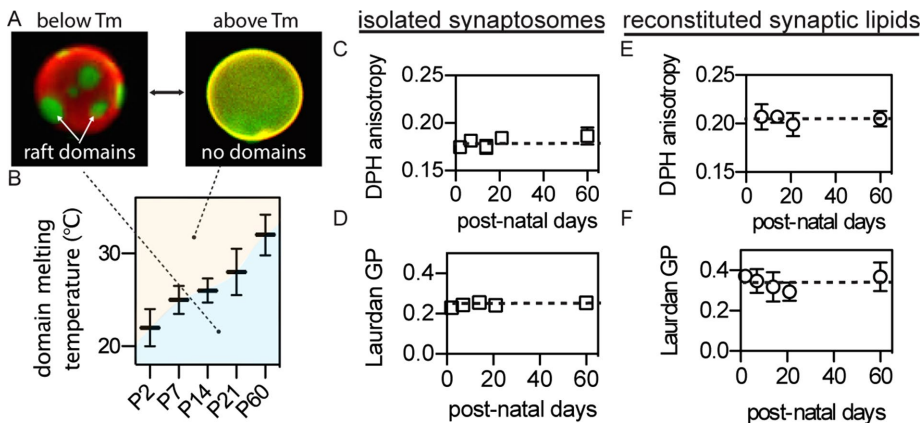 A
below Tm
above Tm
raft domains
no domains
B
domain melting
temperature (°C)
30
20
P2
P7
P14
P21
P60
isolated synaptosomes
C
DPH anisotropy
0.25
0.20
0.15
0
20
40
60
post-natal days
D
Laurdan GP
0.4
0.2
0.0
0
20
40
60
post-natal days
reconstituted synaptic lipids
E
DPH anisotropy
0.25
0.20
0.15
0
20
40
60
post-natal days
F
Laurdan GP
0.4
0.2
0.0
0
20
40
60
post-natal days